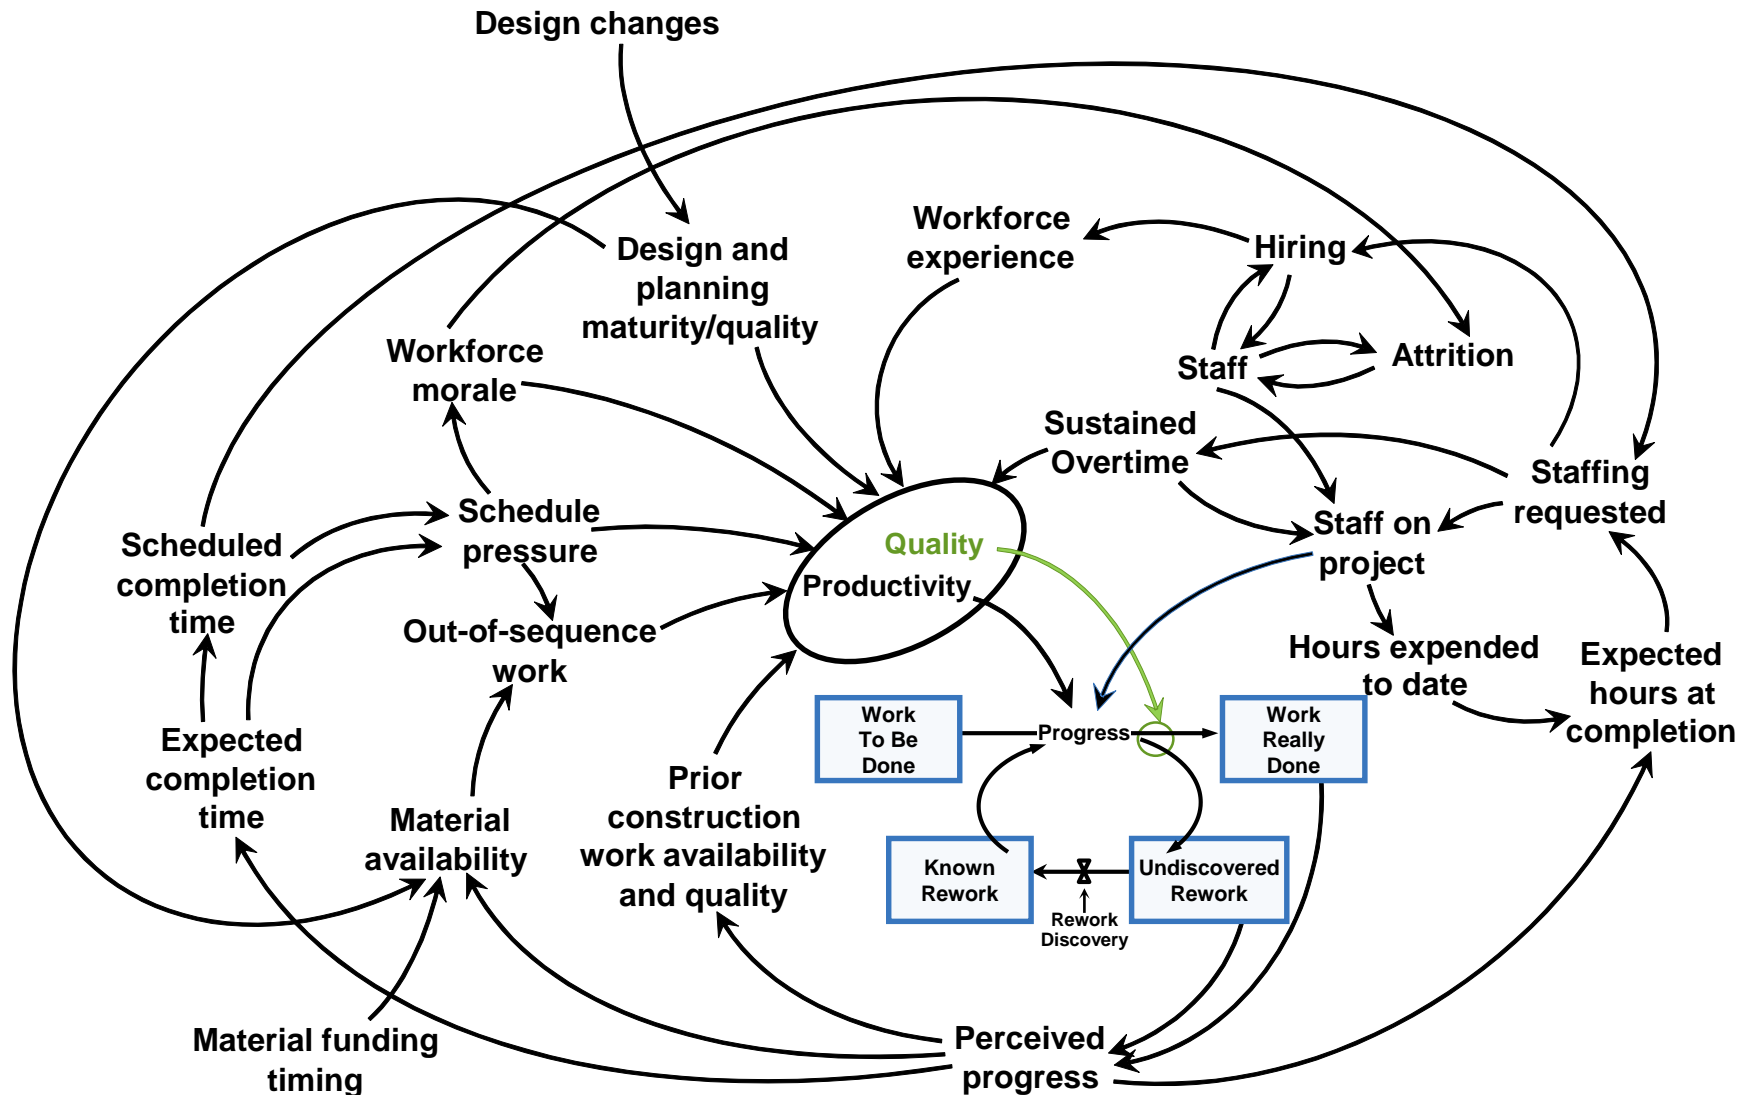 Design changes
Design and
planning
maturity/quality
Workforce
experience
Hiring
Workforce
morale
Staff
Attrition
Sustained
Overtime
Staffing
requested
Schedule
pressure
Scheduled
completion
time
Quality
Productivity
Staff on
project
Out-of-sequence
work
Hours expended
to date
Expected
hours at
completion
Expected
completion
time
Work
To Be
Done
Progress
Work
Really
Done
Material
availability
Prior
construction
work availability
and quality
Known
Rework
Undiscovered
Rework
Rework
Discovery
Material funding
timing
Perceived
progress